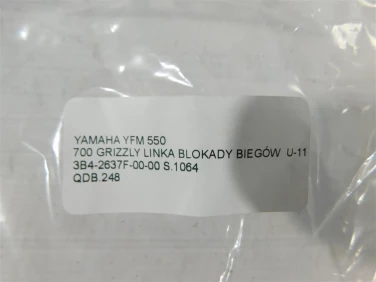 YAMAHA YFM 550
700 GRIZZLY LINKA BLOKADY BIEGÓW U-11
3B4-2637F-00-00 S.1064
QDB.248